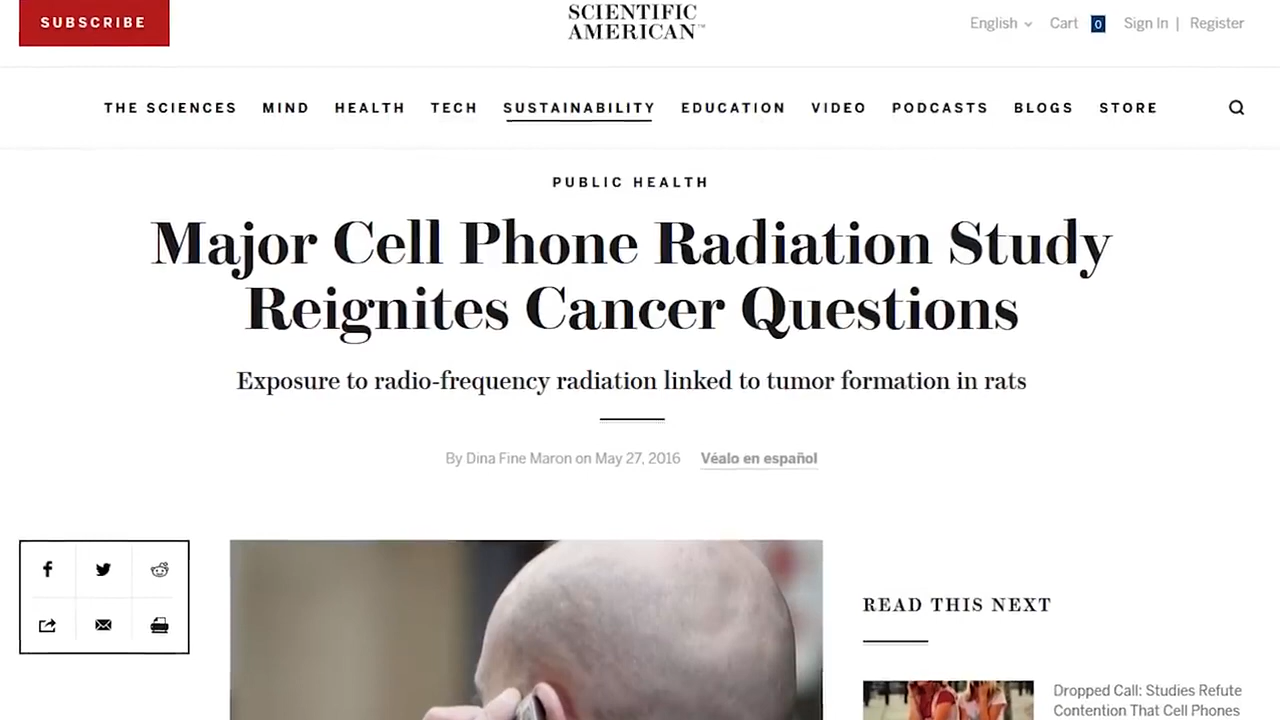 SUBSCRIBE
SCIENTIFIC
AMERICAN™
English
Cart 0
Sign In | Register
THE SCIENCES MIND HEALTH TECH SUSTAINABILITY EDUCATION VIDEO PODCASTS BLOGS STORE
PUBLIC HEALTH
Major Cell Phone Radiation Study
Reignites Cancer Questions
Exposure to radio-frequency radiation linked to tumor formation in rats
By Dina Fine Maron on May 27, 2016 Véalo en español
READ THIS NEXT
Dropped Call: Studies Refute
Contention That Cell Phones